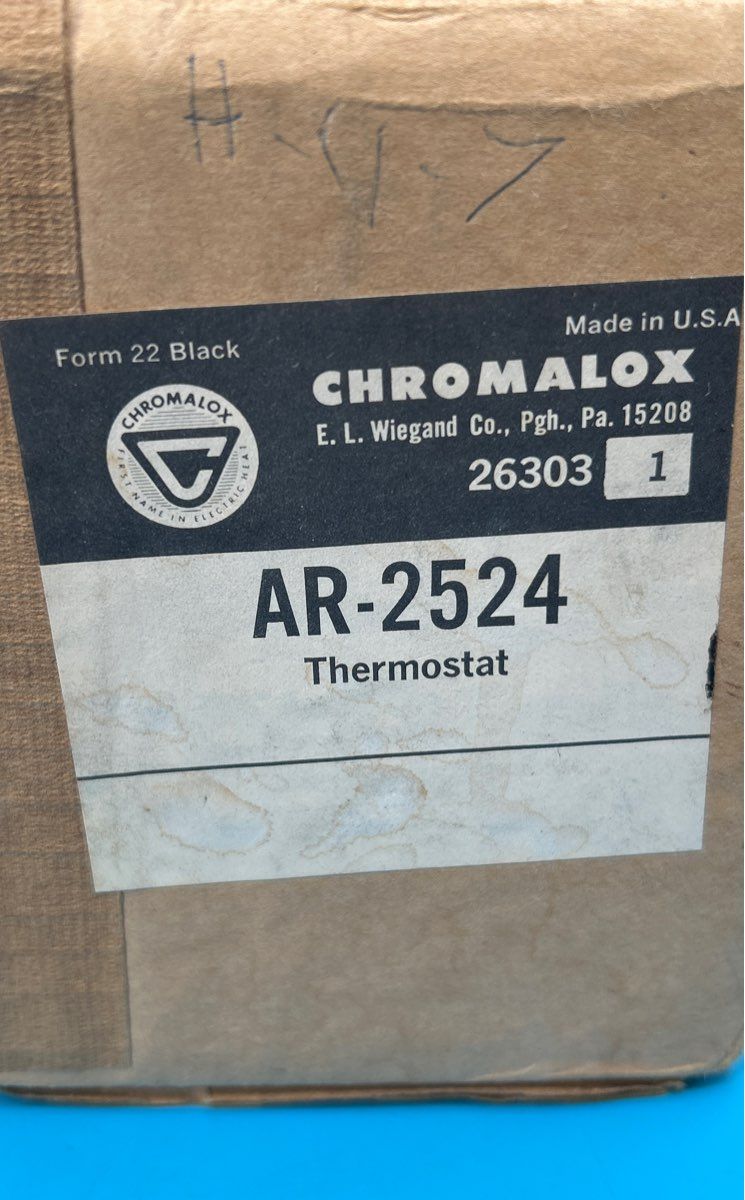 H-9-7
Form 22 Black
Made in U.S.A
CHROMALOX
FIRST NAME IN ELECTRIC HEAT
CHROMALOX
E. L. Wiegand Co., Pgh., Pa. 15208
26303 1
AR-2524
Thermostat